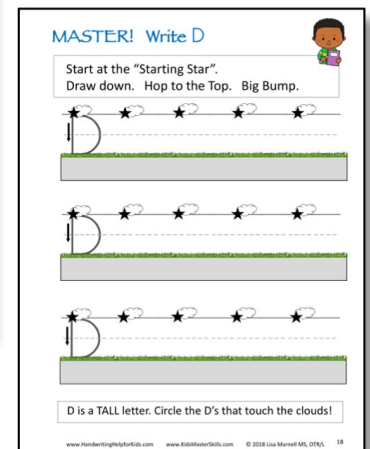 MASTER! Write D
Start at the “Starting Star”.
Draw down. Hop to the Top. Big Bump.
D
D
D
D is a TALL letter. Circle the D’s that touch the clouds!
www.HandwritingHelpforKids.com www.KidsMasterSkills.com © 2018 Lisa Marnell MS, OTR/L 18